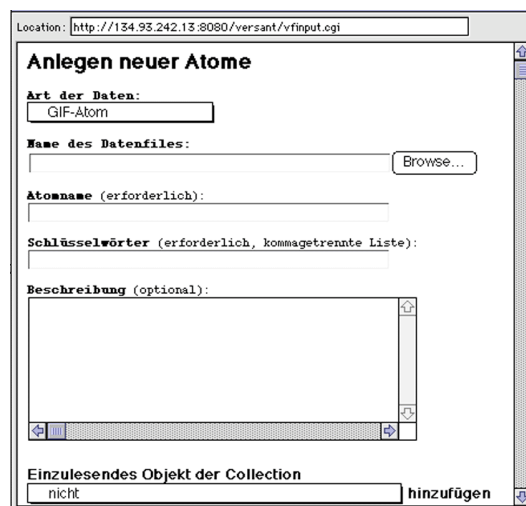 Location: http://134.93.242.13:8080/versant/vfinput.cgi
Anlegen neuer Atome
Art der Daten:
GIF-Atom
Name des Datenfiles:
Browse...
Atomname (erforderlich):
Schlüsselwörter (erforderlich, kommagetrennte Liste):
Beschreibung (optional):
Einzulesendes Objekt der Collection
nicht hinzufügen